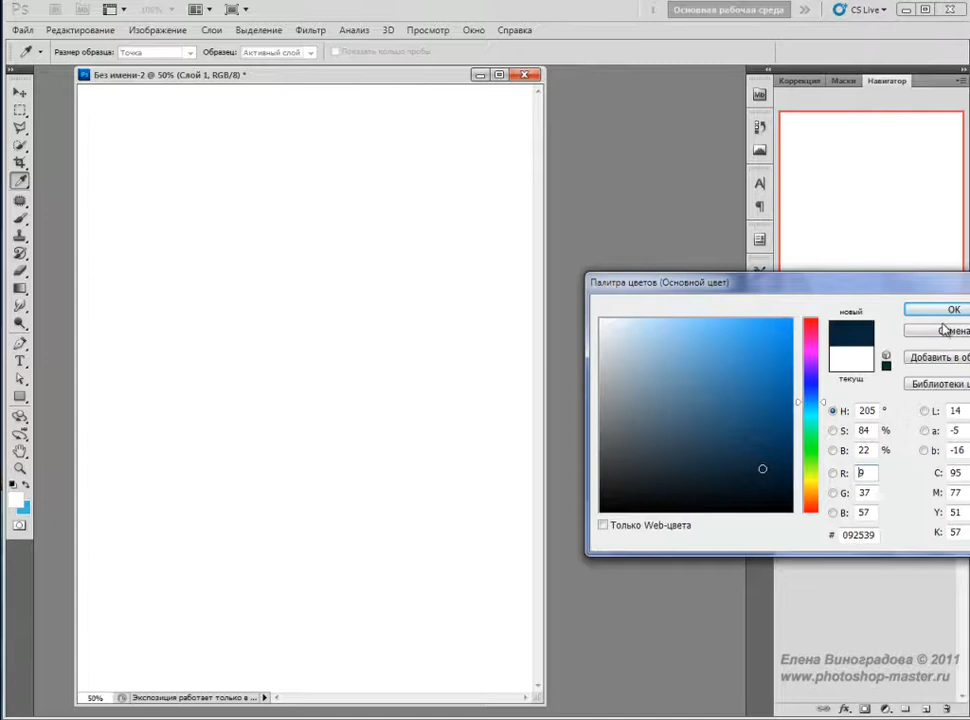 Ps 100% Основная рабочая среда CS Live
Файл Редактирование Изображение Слои Выделение Фильтр Анализ 3D Просмотр Окно Справка
Размер образца: Точка Образец: Активный слой Показать кольцо пробы
Без имени-2 @ 50% (Слой 1, RGB/8) *
Коррекция Маски Навигатор
Палитра цветов (Основной цвет)
новый
OK
текущ
Добавить в об
Библиотеки ц
H: 205 ° L: 14
S: 84 % a: -5
B: 22 % b: -16
R: 9 C: 95
G: 37 M: 77
B: 57 Y: 51
# 092539 K: 57
Только Web-цвета
Елена Виноградова © 2011
www.photoshop-master.ru
50% Экспозиция работает только в ...